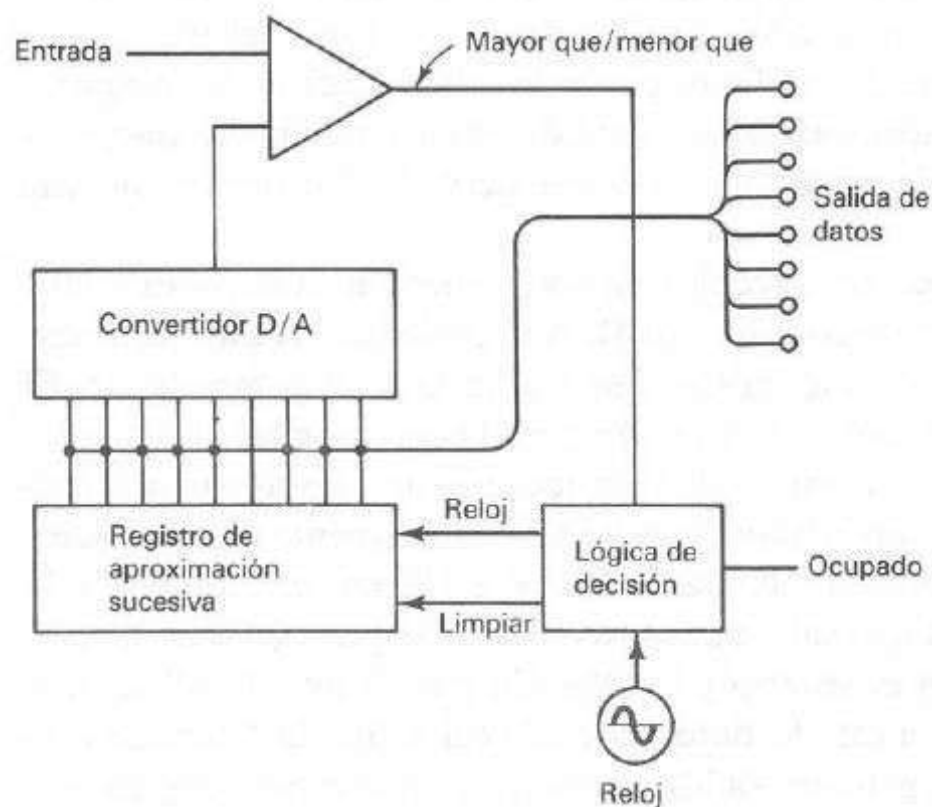 Entrada
Mayor que/menor que
Salida de
datos
Convertidor D/A
Registro de
aproximación
sucesiva
Reloj
Limpiar
Lógica de
decisión
Ocupado
Reloj